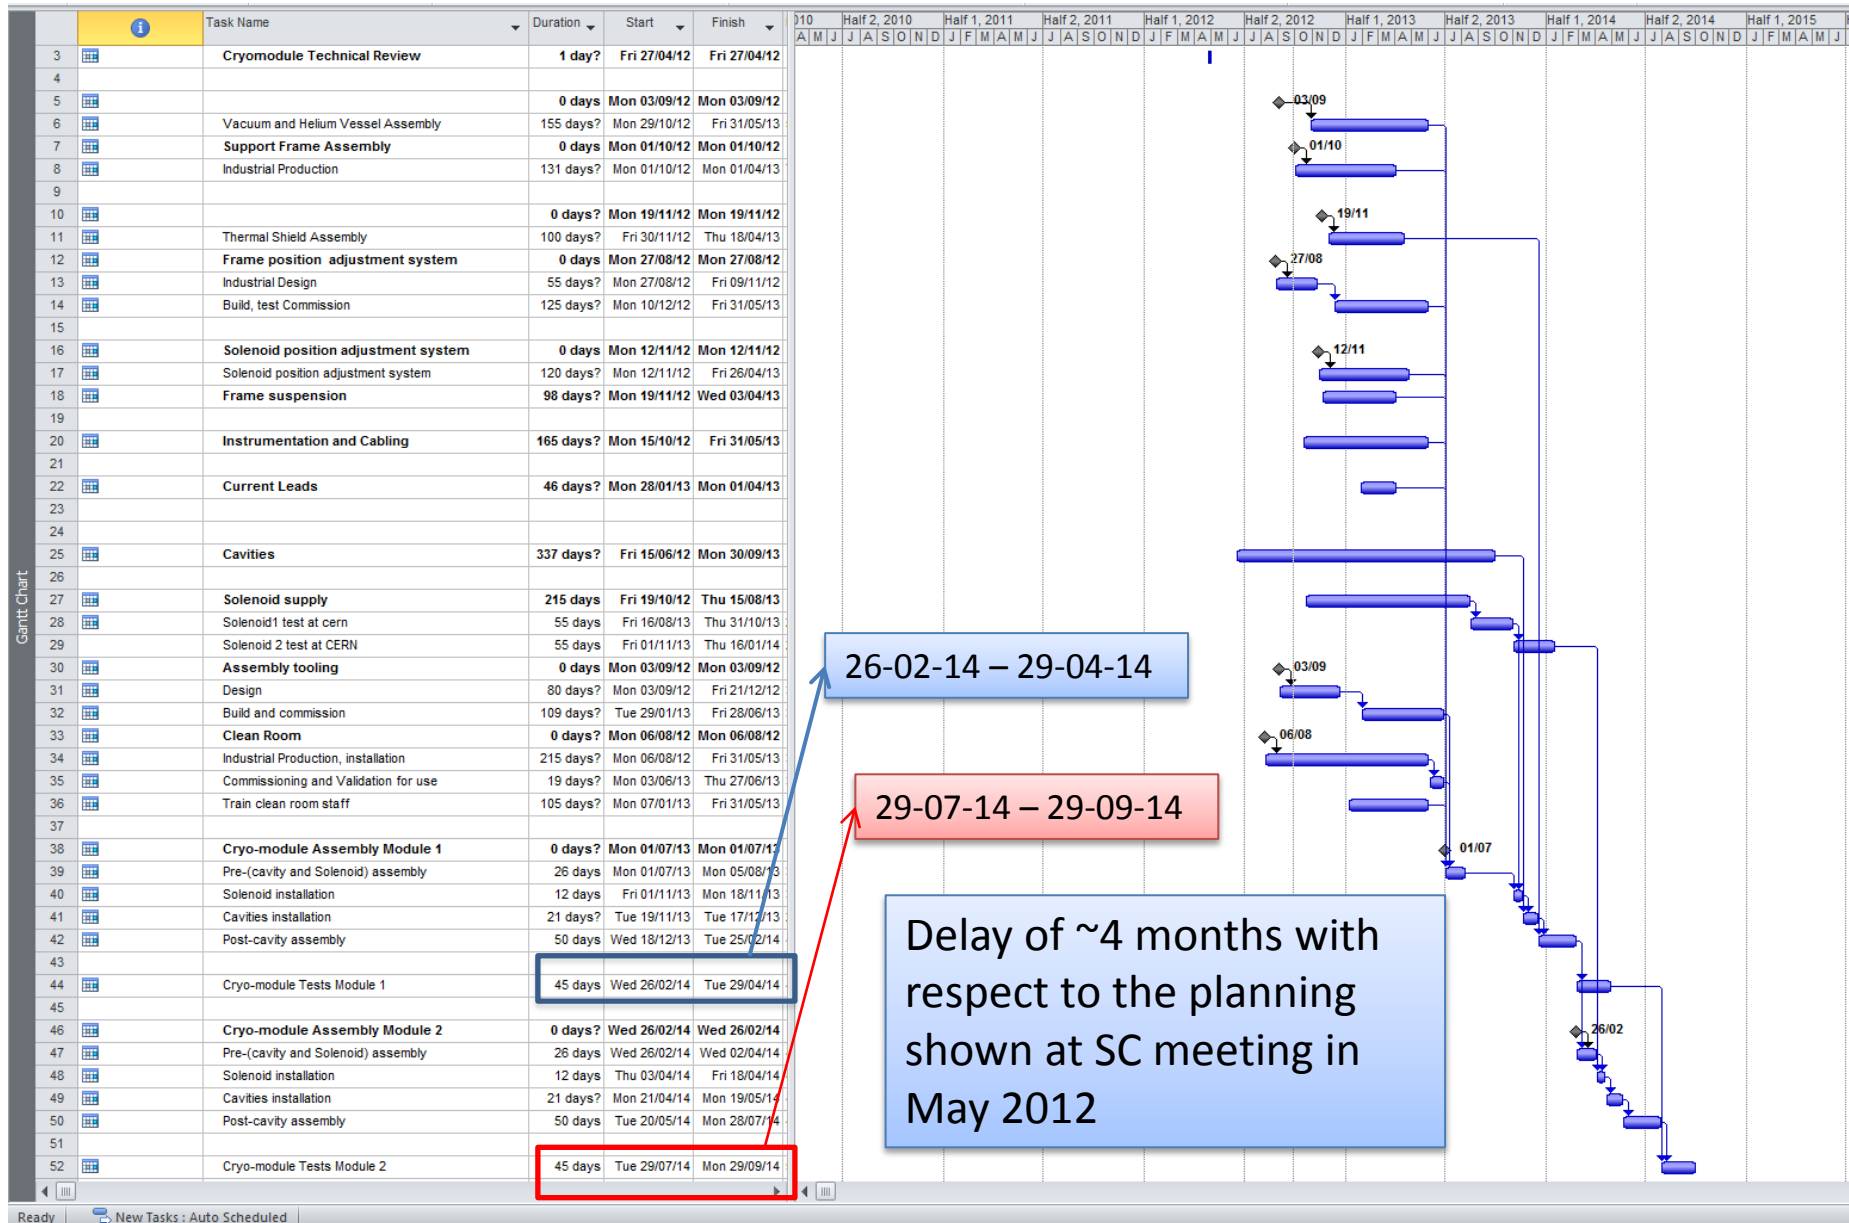 Task Name Duration Start Finish
010 Half 2, 2010 Half 1, 2011 Half 2, 2011 Half 1, 2012 Half 2, 2012 Half 1, 2013 Half 2, 2013 Half 1, 2014 Half 2, 2014 Half 1, 2015
A M J J A S O N D J F M A M J J A S O N D J F M A M J J A S O N D J F M A M J J A S O N D J F M A M J J A S O N D J F M A M J
3 Cryomodule Technical Review 1 day? Fri 27/04/12 Fri 27/04/12
4
5 0 days Mon 03/09/12 Mon 03/09/12 03/09
6 Vacuum and Helium Vessel Assembly 155 days? Mon 29/10/12 Fri 31/05/13
7 Support Frame Assembly 0 days Mon 01/10/12 Mon 01/10/12 01/10
8 Industrial Production 131 days? Mon 01/10/12 Mon 01/04/13
9
10 0 days? Mon 19/11/12 Mon 19/11/12 19/11
11 Thermal Shield Assembly 100 days? Fri 30/11/12 Thu 18/04/13
12 Frame position adjustment system 0 days Mon 27/08/12 Mon 27/08/12 27/08
13 Industrial Design 55 days? Mon 27/08/12 Fri 09/11/12
14 Build, test Commission 125 days? Mon 10/12/12 Fri 31/05/13
15
16 Solenoid position adjustment system 0 days Mon 12/11/12 Mon 12/11/12 12/11
17 Solenoid position adjustment system 120 days? Mon 12/11/12 Fri 26/04/13
18 Frame suspension 98 days? Mon 19/11/12 Wed 03/04/13
19
20 Instrumentation and Cabling 165 days? Mon 15/10/12 Fri 31/05/13
21
22 Current Leads 46 days? Mon 28/01/13 Mon 01/04/13
23
24
25 Cavities 337 days? Fri 15/06/12 Mon 30/09/13
26
27 Solenoid supply 215 days Fri 19/10/12 Thu 15/08/13
28 Solenoid1 test at cern 55 days Fri 16/08/13 Thu 31/10/13
29 Solenoid 2 test at CERN 55 days Fri 01/11/13 Thu 16/01/14
30 Assembly tooling 0 days Mon 03/09/12 Mon 03/09/12 03/09
31 Design 80 days? Mon 03/09/12 Fri 21/12/12
32 Build and commission 109 days? Tue 29/01/13 Fri 28/06/13
33 Clean Room 0 days? Mon 06/08/12 Mon 06/08/12 06/08
34 Industrial Production, installation 215 days? Mon 06/08/12 Fri 31/05/13
35 Commissioning and Validation for use 19 days? Mon 03/06/13 Thu 27/06/13
36 Train clean room staff 105 days? Mon 07/01/13 Fri 31/05/13
37
38 Cryo-module Assembly Module 1 0 days? Mon 01/07/13 Mon 01/07/13 01/07
39 Pre-(cavity and Solenoid) assembly 26 days Mon 01/07/13 Mon 05/08/13
40 Solenoid installation 12 days Fri 01/11/13 Mon 18/11/13
41 Cavities installation 21 days? Tue 19/11/13 Tue 17/12/13
42 Post-cavity assembly 50 days Wed 18/12/13 Tue 25/02/14
43
44 Cryo-module Tests Module 1 45 days Wed 26/02/14 Tue 29/04/14
45
46 Cryo-module Assembly Module 2 0 days? Wed 26/02/14 Wed 26/02/14 26/02
47 Pre-(cavity and Solenoid) assembly 26 days Wed 26/02/14 Wed 02/04/14
48 Solenoid installation 12 days Thu 03/04/14 Fri 18/04/14
49 Cavities installation 21 days? Mon 21/04/14 Mon 19/05/14
50 Post-cavity assembly 50 days Tue 20/05/14 Mon 28/07/14
51
52 Cryo-module Tests Module 2 45 days Tue 29/07/14 Mon 29/09/14
Gantt Chart
26-02-14 – 29-04-14
29-07-14 – 29-09-14
Delay of ~4 months with
respect to the planning
shown at SC meeting in
May 2012
Ready New Tasks : Auto Scheduled